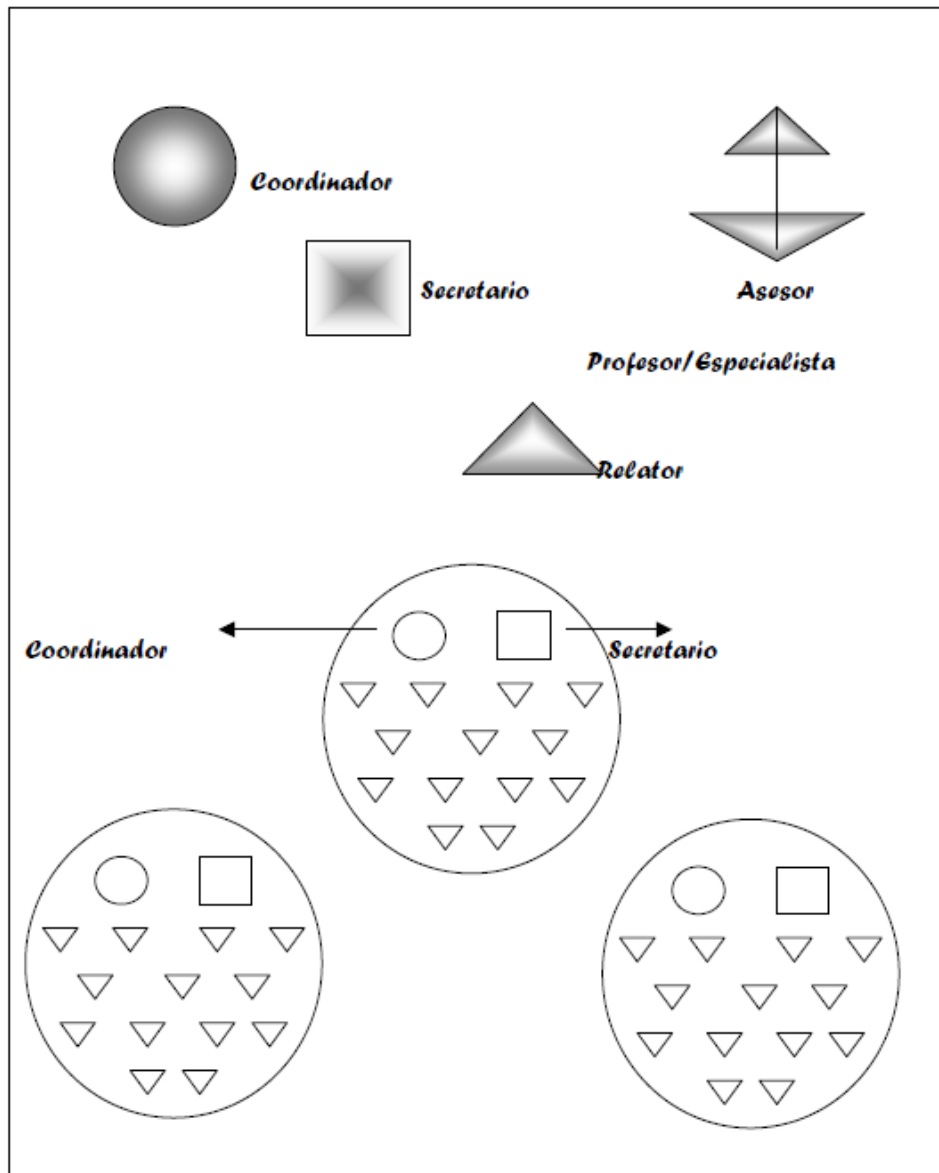 Coordinador
Secretario
Asesor
Profesor/Especialista
Relator
Coordinador
Secretario